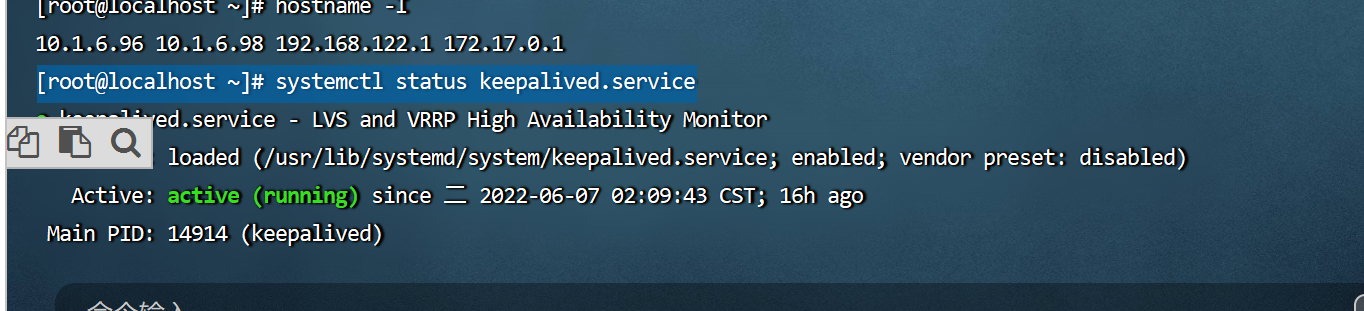 [root@localhost ~]# hostname -I
10.1.6.96 10.1.6.98 192.168.122.1 172.17.0.1
[root@localhost ~]# systemctl status keepalived.service
● keepalived.service - LVS and VRRP High Availability Monitor
: loaded (/usr/lib/systemd/system/keepalived.service; enabled; vendor preset: disabled)
Active: active (running) since 二 2022-06-07 02:09:43 CST; 16h ago
Main PID: 14914 (keepalived)
命令输入